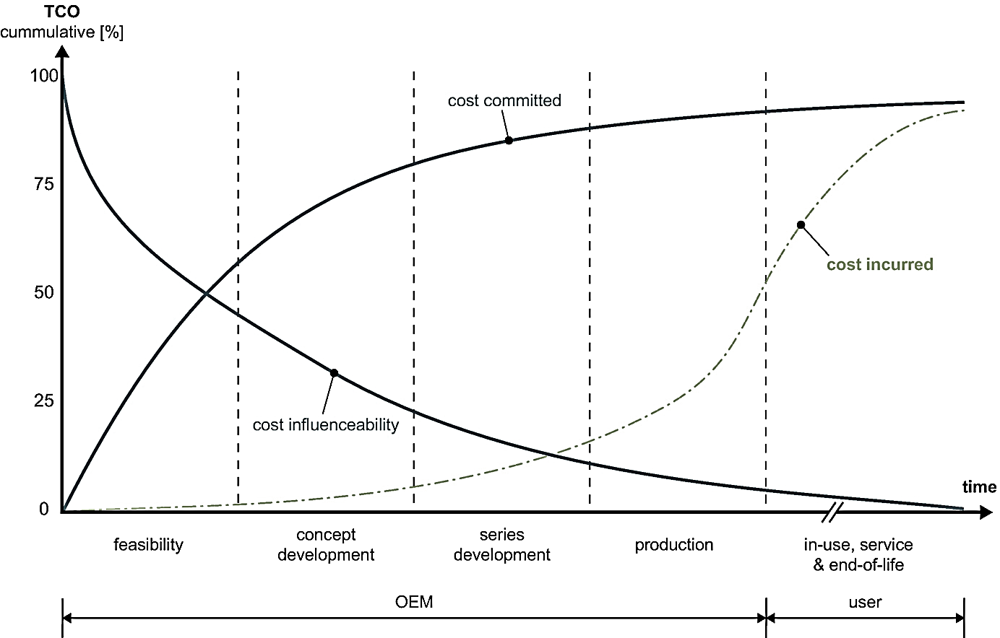 TCO
cummulative [%]
100
75
50
25
0
cost committed
cost incurred
cost influenceability
time
feasibility
concept
development
series
development
production
in-use, service
& end-of-life
OEM
user